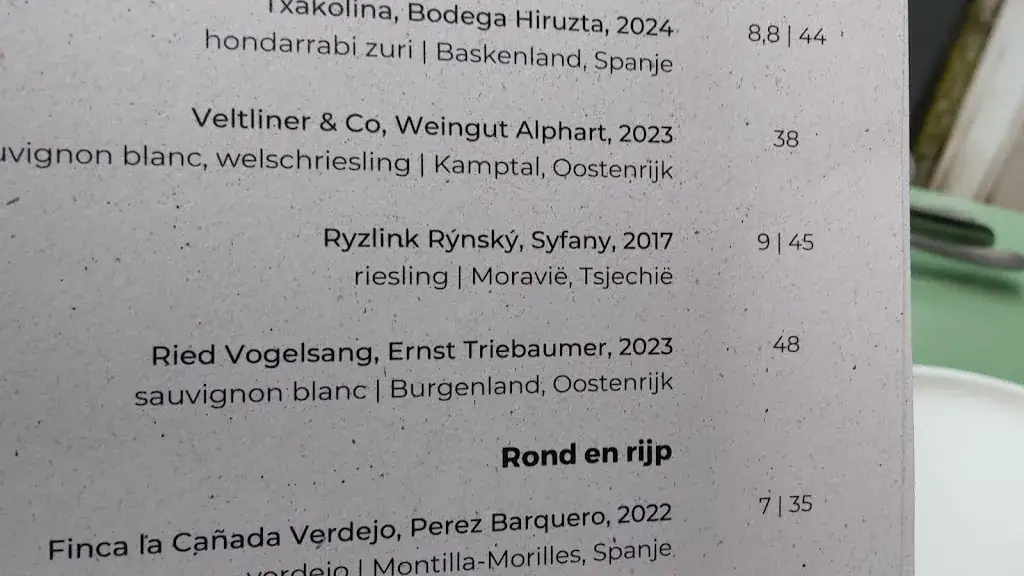 Txakolina, Bodega Hiruzta, 2024 8,8 | 44
hondarrabi zuri | Baskenland, Spanje
Veltliner & Co, Weingut Alphart, 2023 38
blanc, welschriesling | Kamptal, Oostenrijk
Ryzlink Rýnský, Syfany, 2017 9 | 45
riesling | Moravië, Tsjechië
Ried Vogelsang, Ernst Triebaumer, 2023 48
sauvignon blanc | Burgenland, Oostenrijk
Rond en rijp
Finca la Cañada Verdejo, Perez Barquero, 2022 7 | 35
verdejo | Montilla-Morilles, Spanje